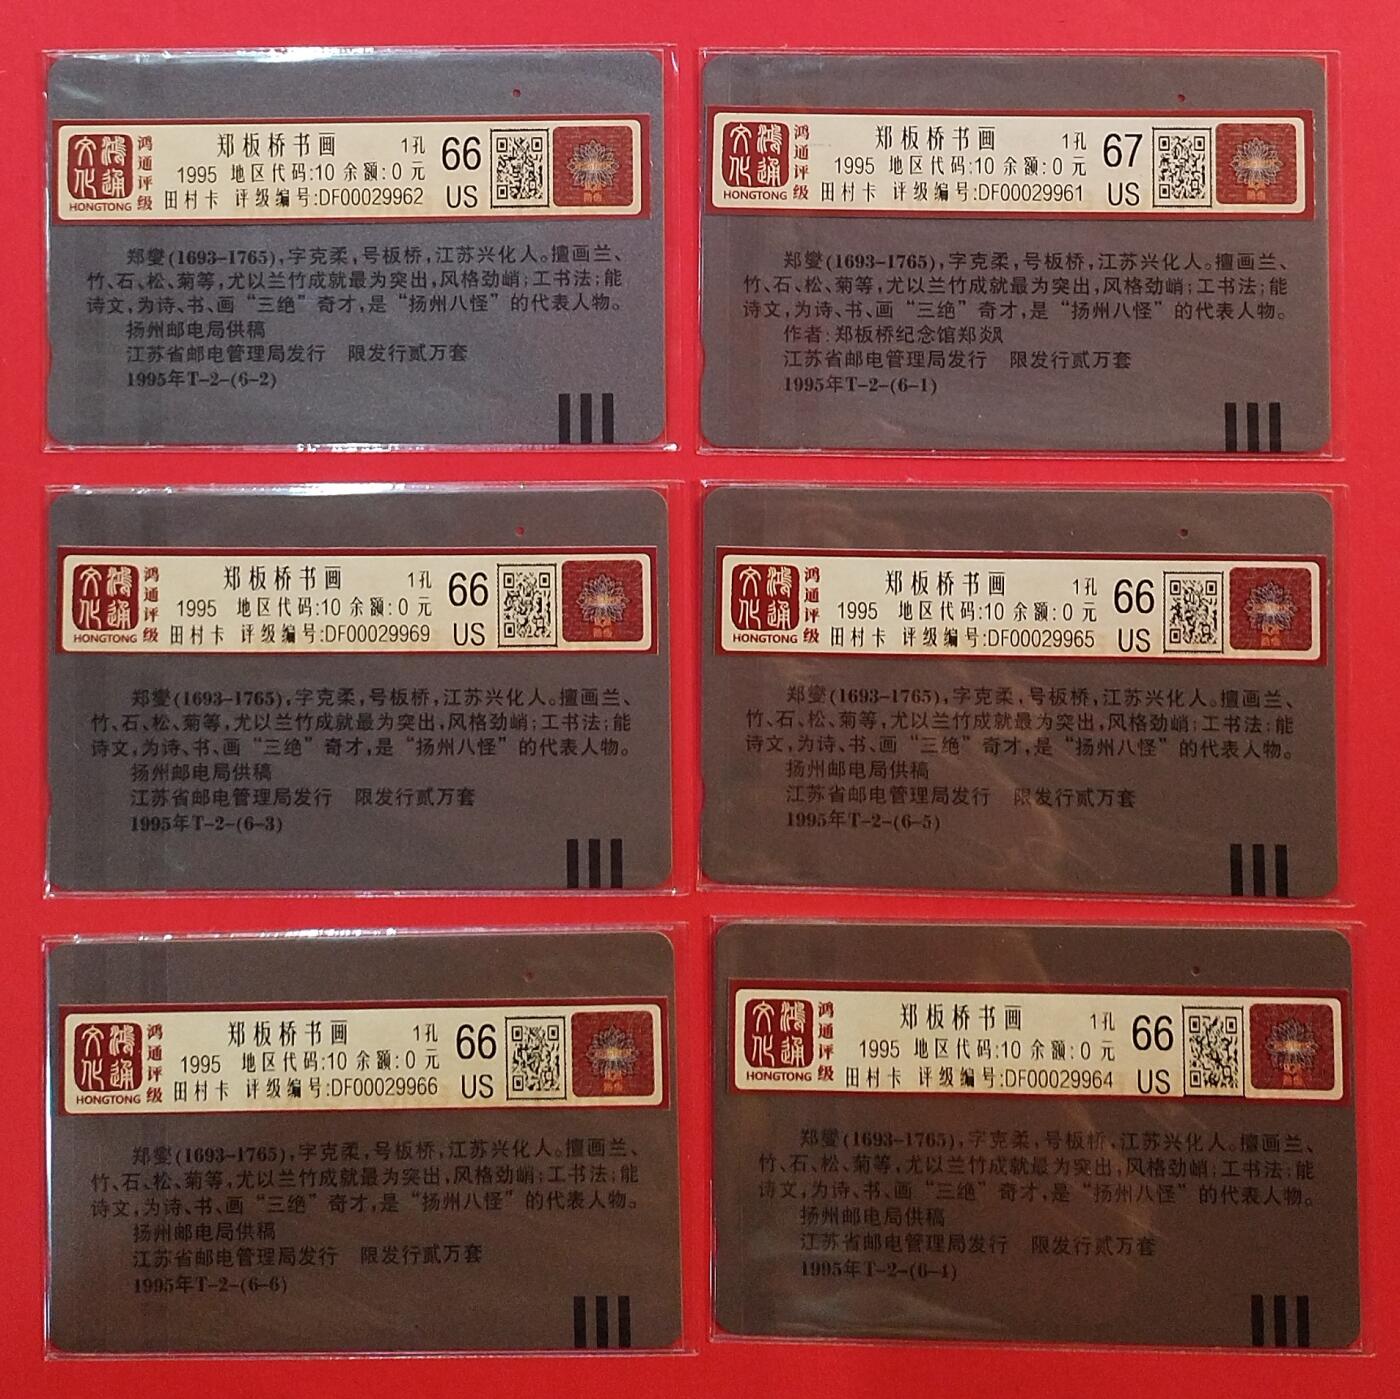 鸿通文化
HONGTONG
鸿通评级
郑板桥书画 1孔
1995 地区代码:10 余额:0 元
田村卡 评级编号:DF00029962
66
US
郑燮(1693-1765),字克柔,号板桥,江苏兴化人。擅画兰、
竹、石、松、菊等,尤以兰竹成就最为突出,风格劲峭;工书法;能
诗文,为诗、书、画“三绝”奇才,是“扬州八怪”的代表人物。
扬州邮电局供稿
江苏省邮电管理局发行 限发行贰万套
1995年T-2-(6-2)
鸿通文化
HONGTONG
鸿通评级
郑板桥书画 1孔
1995 地区代码:10 余额:0 元
田村卡 评级编号:DF00029961
67
US
郑燮(1693-1765),字克柔,号板桥,江苏兴化人。擅画兰、
竹、石、松、菊等,尤以兰竹成就最为突出,风格劲峭;工书法;能
诗文,为诗、书、画“三绝”奇才,是“扬州八怪”的代表人物。
作者:郑板桥纪念馆郑炎飒
江苏省邮电管理局发行 限发行贰万套
1995年T-2-(6-1)
鸿通文化
HONGTONG
鸿通评级
郑板桥书画 1孔
1995 地区代码:10 余额:0 元
田村卡 评级编号:DF00029969
66
US
郑燮(1693-1765),字克柔,号板桥,江苏兴化人。擅画兰、
竹、石、松、菊等,尤以兰竹成就最为突出,风格劲峭;工书法;能
诗文,为诗、书、画“三绝”奇才,是“扬州八怪”的代表人物。
扬州邮电局供稿
江苏省邮电管理局发行 限发行贰万套
1995年T-2-(6-3)
鸿通文化
HONGTONG
鸿通评级
郑板桥书画 1孔
1995 地区代码:10 余额:0 元
田村卡 评级编号:DF00029965
66
US
郑燮(1693-1765),字克柔,号板桥,江苏兴化人。擅画兰、
竹、石、松、菊等,尤以兰竹成就最为突出,风格劲峭;工书法;能
诗文,为诗、书、画“三绝”奇才,是“扬州八怪”的代表人物。
扬州邮电局供稿
江苏省邮电管理局发行 限发行贰万套
1995年T-2-(6-5)
鸿通文化
HONGTONG
鸿通评级
郑板桥书画 1孔
1995 地区代码:10 余额:0 元
田村卡 评级编号:DF00029966
66
US
郑燮(1693-1765),字克柔,号板桥,江苏兴化人。擅画兰、
竹、石、松、菊等,尤以兰竹成就最为突出,风格劲峭;工书法;能
诗文,为诗、书、画“三绝”奇才,是“扬州八怪”的代表人物。
扬州邮电局供稿
江苏省邮电管理局发行 限发行贰万套
1995年T-2-(6-6)
鸿通文化
HONGTONG
鸿通评级
郑板桥书画 1孔
1995 地区代码:10 余额:0 元
田村卡 评级编号:DF00029964
66
US
郑燮(1693-1765),字克柔,号板桥,江苏兴化人。擅画兰、
竹、石、松、菊等,尤以兰竹成就最为突出,风格劲峭;工书法;能
诗文,为诗、书、画“三绝”奇才,是“扬州八怪”的代表人物。
扬州邮电局供稿
江苏省邮电管理局发行 限发行贰万套
1995年T-2-(6-4)